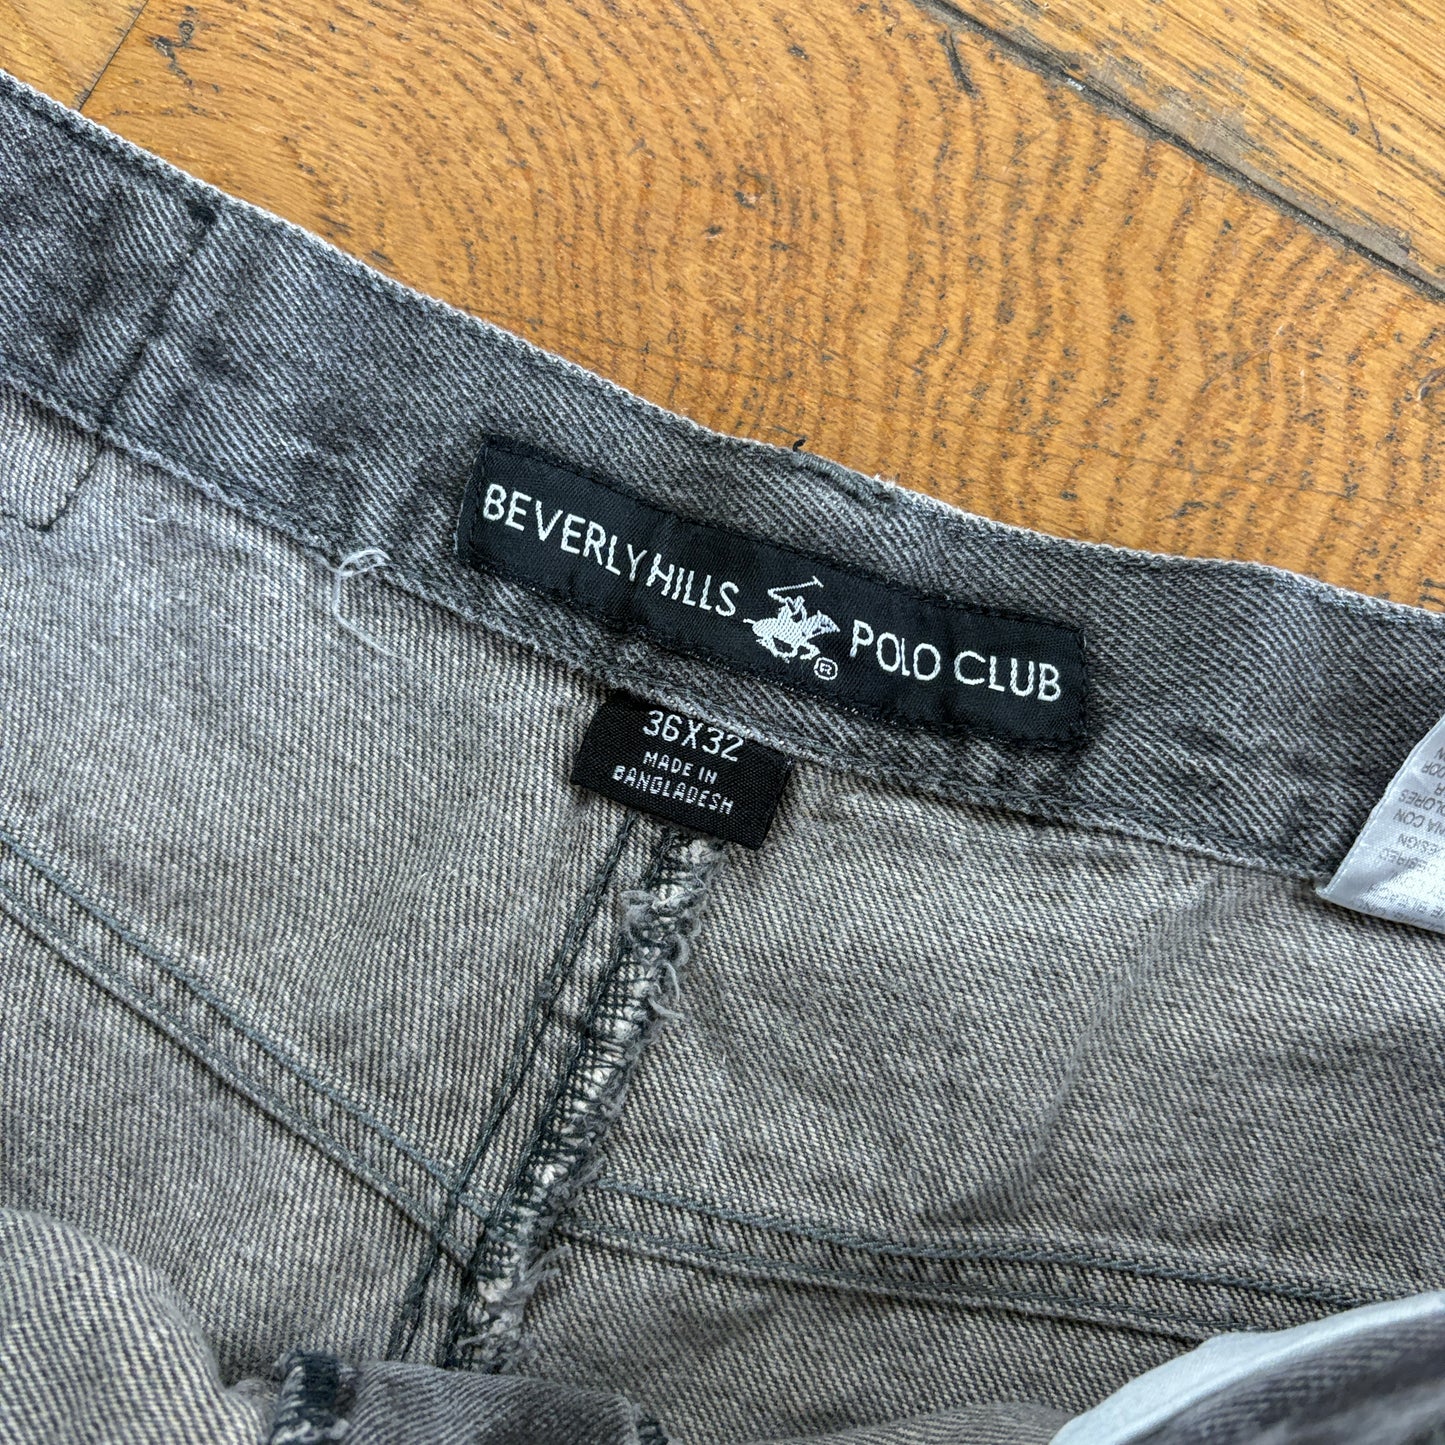 BEVERLY HILLS POLO CLUB
®
36X32
MADE IN
BANGLADESH